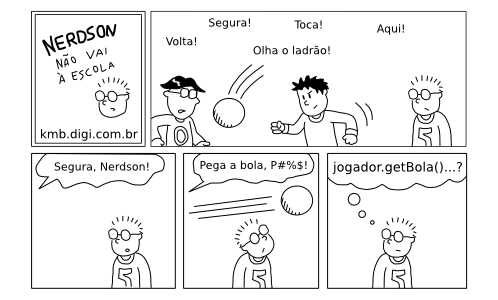 NERDSON
NÃO VAI
À ESCOLA
kmb.digi.com.br
Segura!
Toca!
Aqui!
Volta!
Olha o ladrão!
Segura, Nerdson!
Pega a bola, P#%$!
jogador.getBola()...?